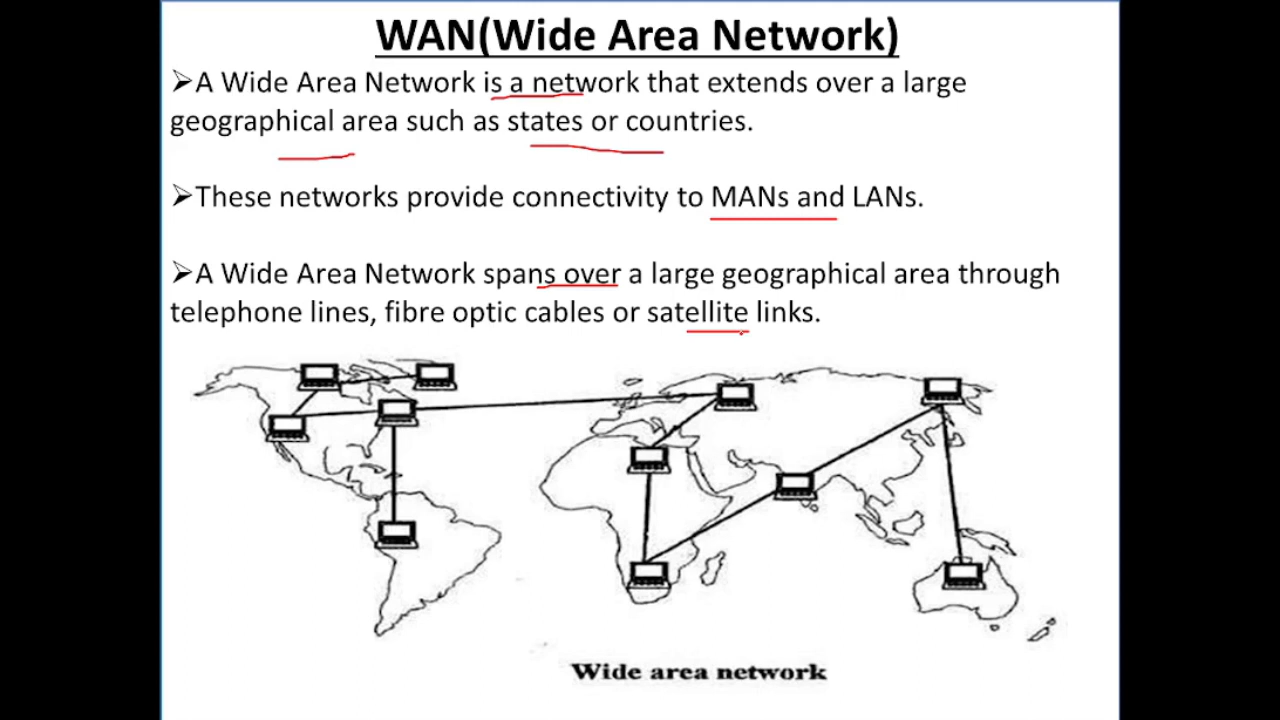 WAN(Wide Area Network)
➢A Wide Area Network is a network that extends over a large
geographical area such as states or countries.
➢These networks provide connectivity to MANs and LANs.
➢A Wide Area Network spans over a large geographical area through
telephone lines, fibre optic cables or satellite links.
Wide area network